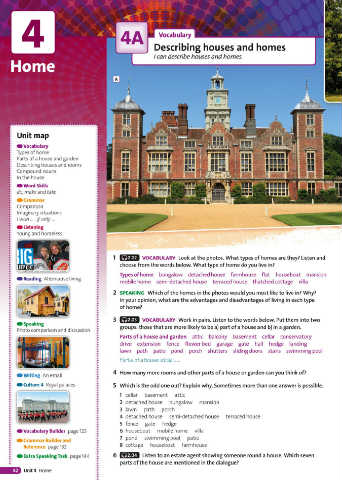 4
Home
4A
Vocabulary
Describing houses and homes
I can describe houses and homes
A
Unit map
Vocabulary
Types of home
Parts of a house and garden
Describing houses and rooms
Compound nouns
In the house
Word Skills
do, make and take
Grammar
Comparison
Imaginary situations
I wish ... , If only ...
Listening
Young and homeless
BIG
Reading Alternative living
Speaking
Photo comparison and discussion
Writing An email
Culture 4 Royal palaces
Vocabulary Builder page 125
Grammar Builder and
Reference page 132
Extra Speaking Task page 144
1 2.22 VOCABULARY Look at the photos. What types of homes are they? Listen and
choose from the words below. What type of home do you live in?
Types of home bungalow detached house farmhouse flat houseboat mansion
mobile home semi-detached house terraced house thatched cottage villa
2 SPEAKING Which of the homes in the photos would you most like to live in? Why?
In your opinion, what are the advantages and disadvantages of living in each type
of home?
3 2.23 VOCABULARY Work in pairs. Listen to the words below. Put them into two
groups: those that are more likely to be a) part of a house and b) in a garden.
Parts of a house and garden attic balcony basement cellar conservatory
drive extension fence flower bed garage gate hall hedge landing
lawn path patio pond porch shutters sliding doors stairs swimming pool
Parts of a house: attic, ...
4 How many more rooms and other parts of a house or garden can you think of?
5 Which is the odd one out? Explain why. Sometimes more than one answer is possible.
1 cellar basement attic
2 detached house bungalow mansion
3 lawn path porch
4 detached house semi-detached house terraced house
5 fence gate hedge
6 houseboat mobile home villa
7 pond swimming pool patio
8 cottage houseboat farmhouse
6 2.24 Listen to an estate agent showing someone round a house. Which seven
parts of the house are mentioned in the dialogue?
42 Unit 4 Home